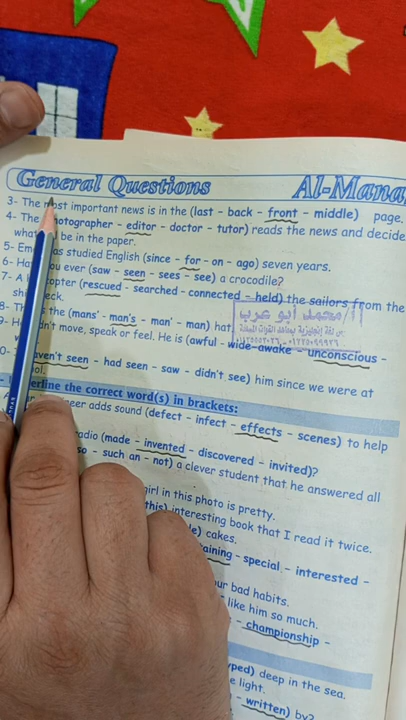 General Questions Al-Mana
3- The most important news is in the (last - back - front - middle) page.
4- The photographer - editor - doctor - tutor) reads the news and decide
what be in the paper.
5- Em as studied English (since - for - on - ago) seven years.
6- Ha ou ever (saw - seen - sees - see) a crocodile?
7- A opter (rescued - searched - connected - held) the sailors from the
shi eck.
8- Th s the (mans' - man's - man' - man) hat
9- H dn't move, speak or feel. He is (awful - wide-awake - unconscious -
0- aven't seen - had seen - saw - didn't see) him since we were at
ool.
erline the correct word(s) in brackets:
neer adds sound (defect - infect - effects - scenes) to help
radio (made - invented - discovered - invited)?
so - such an - not) a clever student that he answered all
girl in this photo is pretty.
this) interesting book that I read it twice.
le) cakes.
aining - special - interested -
our bad habits.
like him so much.
- championship -
yped) deep in the sea.
e light.
- written) by?
أ/محمد أبو عرب